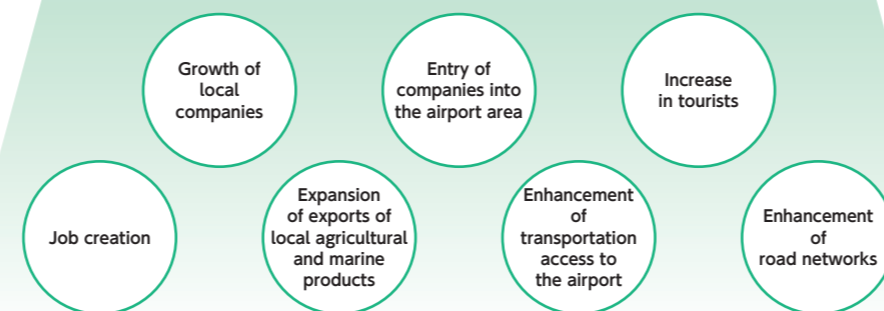 Growth of
local
companies
Entry of
companies into
the airport area
Increase
in tourists
Job creation
Expansion
of exports of
local agricultural
and marine
products
Enhancement
of
transportation
access to
the airport
Enhancement
of
road networks